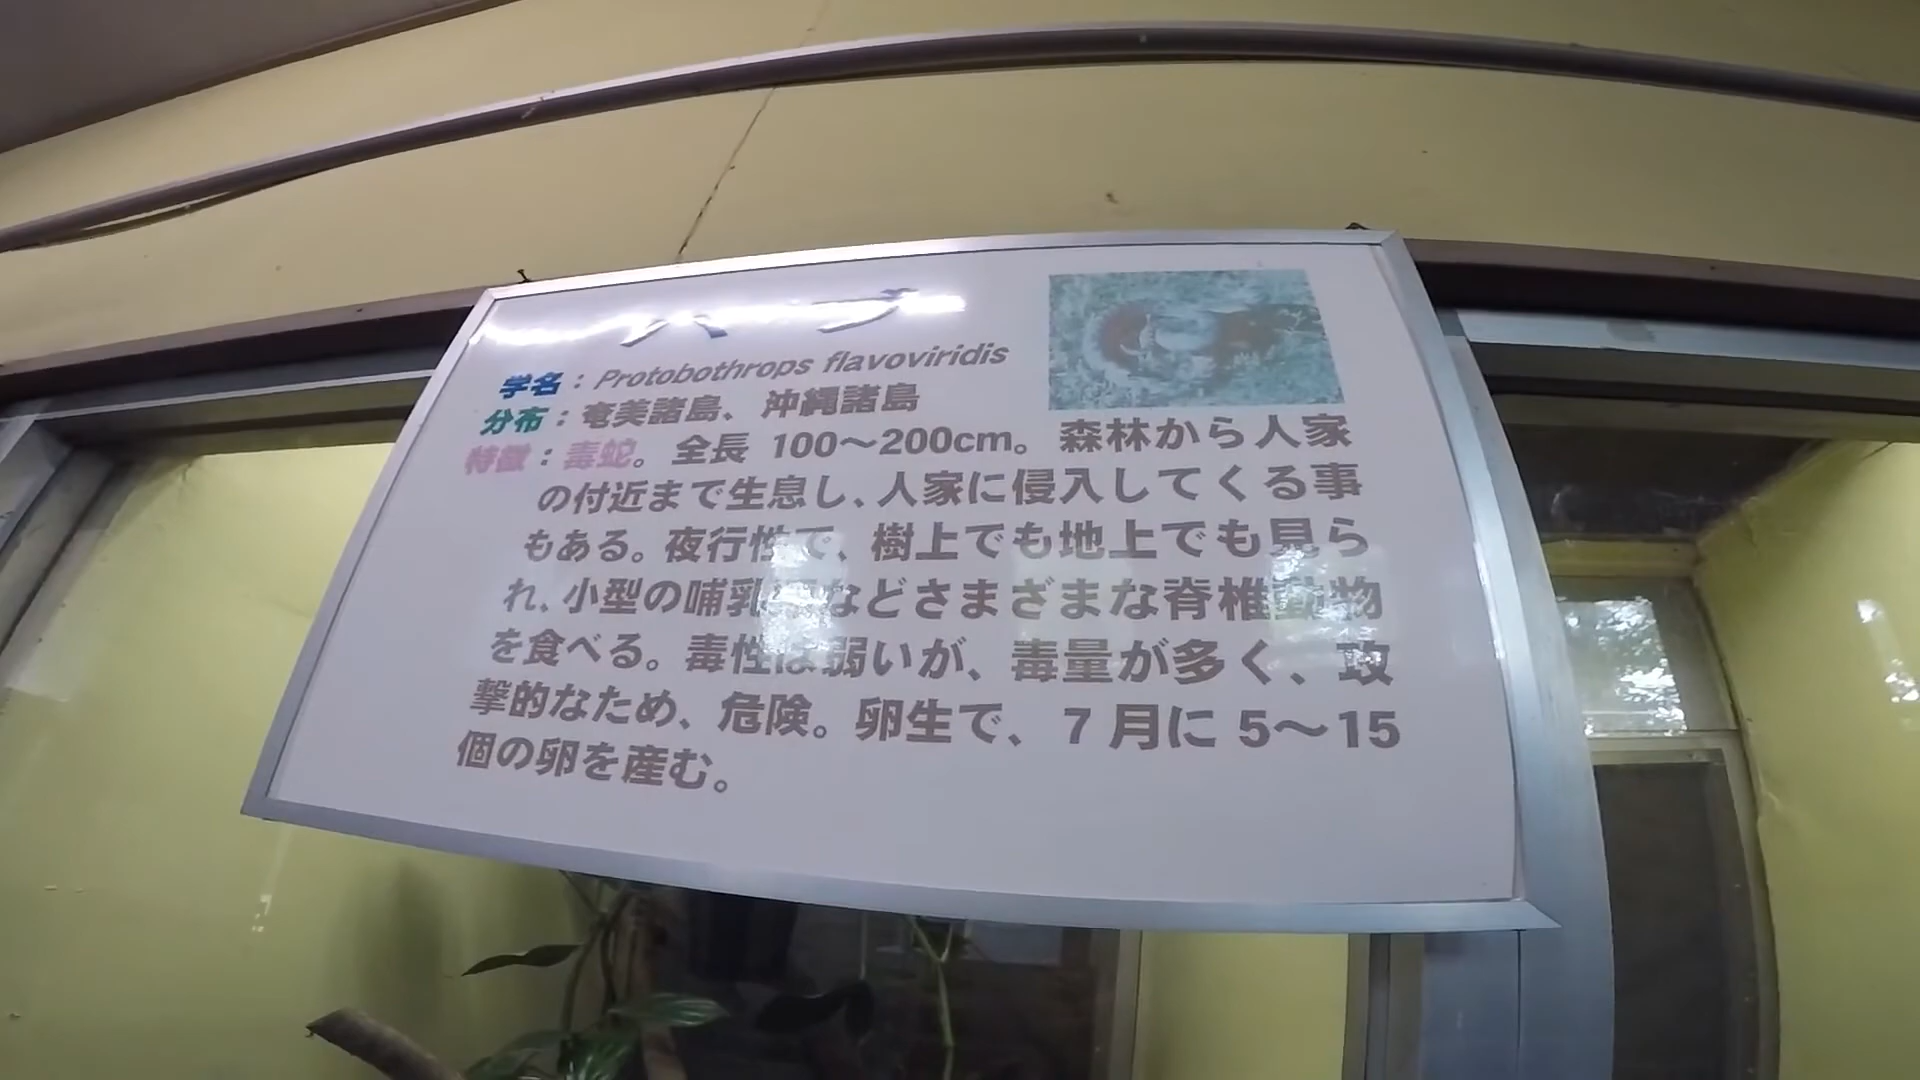 ハブ
学名：Protobothrops flavoviridis
分布：奄美諸島、沖縄諸島
特徴：毒蛇。全長 100～200cm。森林から人家
の付近まで生息し、人家に侵入してくる事
もある。夜行性で、樹上でも地上でも見ら
れ、小型の哺乳類などさまざまな脊椎動物
を食べる。毒性は弱いが、毒量が多く、攻
撃的なため、危険。卵生で、7月に 5～15
個の卵を産む。